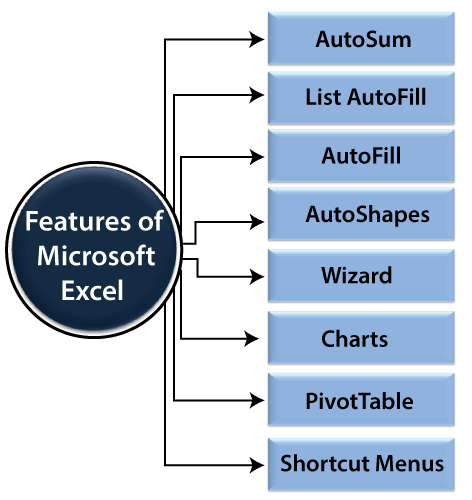 Features of
Microsoft
Excel
AutoSum
List AutoFill
AutoFill
AutoShapes
Wizard
Charts
PivotTable
Shortcut Menus